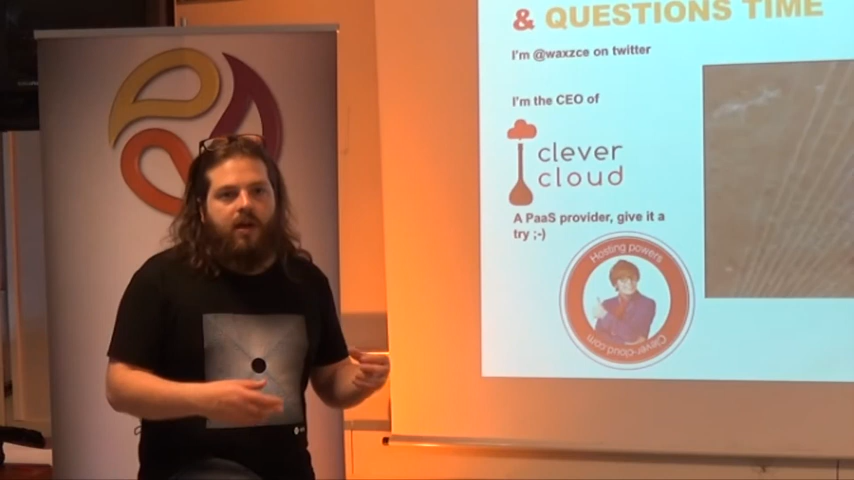 & QUESTIONS TIME
I'm @waxzce on twitter
I'm the CEO of
clever
cloud
A PaaS provider, give it a
try ;-)
Hosting powers
Clever-cloud.com